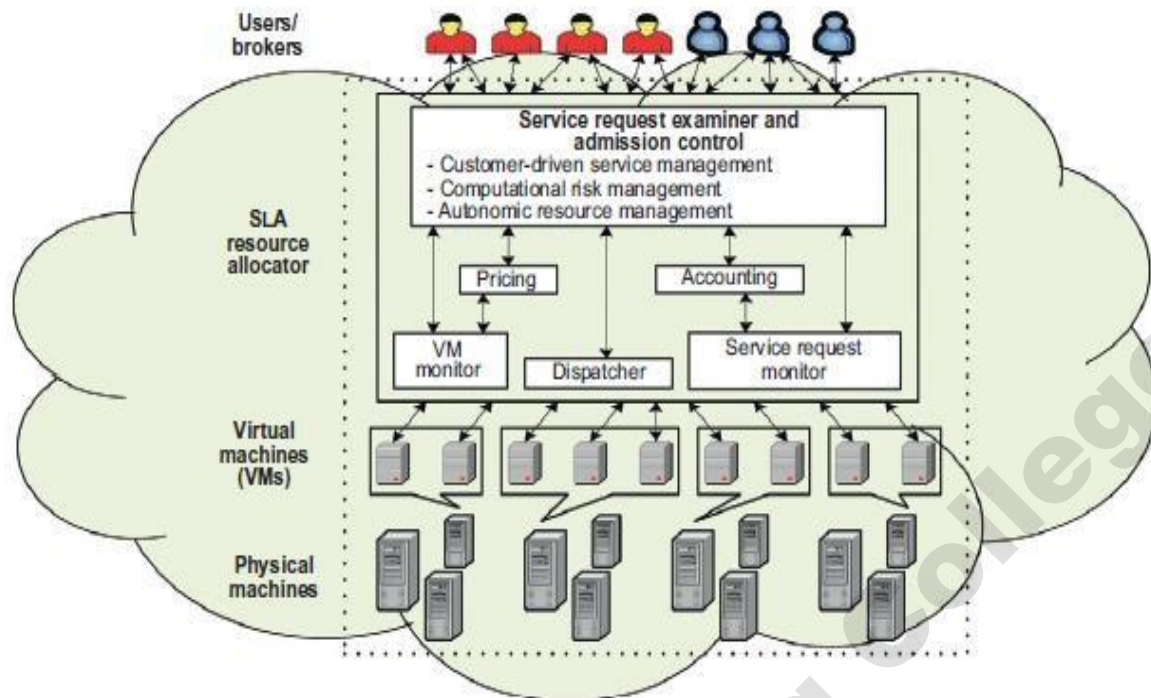 Users/
brokers
Service request examiner and
admission control
- Customer-driven service management
- Computational risk management
- Autonomic resource management
SLA
resource
allocator
Pricing
Accounting
VM
monitor
Dispatcher
Service request
monitor
Virtual
machines
(VMs)
Physical
machines
College